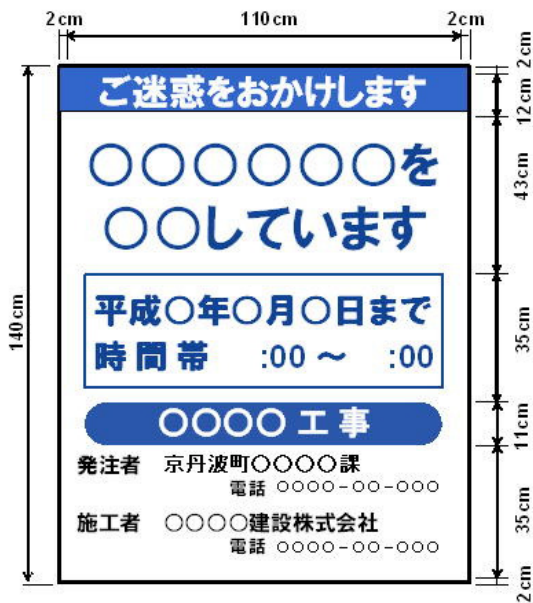 2cm 110cm 2cm
2cm
ご迷惑をおかけします
12cm
○○○○○○を
43cm
○○しています
140cm
平成○年○月○日まで
35cm
時間帯 :00 ～ :00
○○○○工事
11cm
発注者 京丹波町○○○○課
電話 ○○○○-○○-○○○
35cm
施工者 ○○○○建設株式会社
電話 ○○○○-○○-○○○
2cm